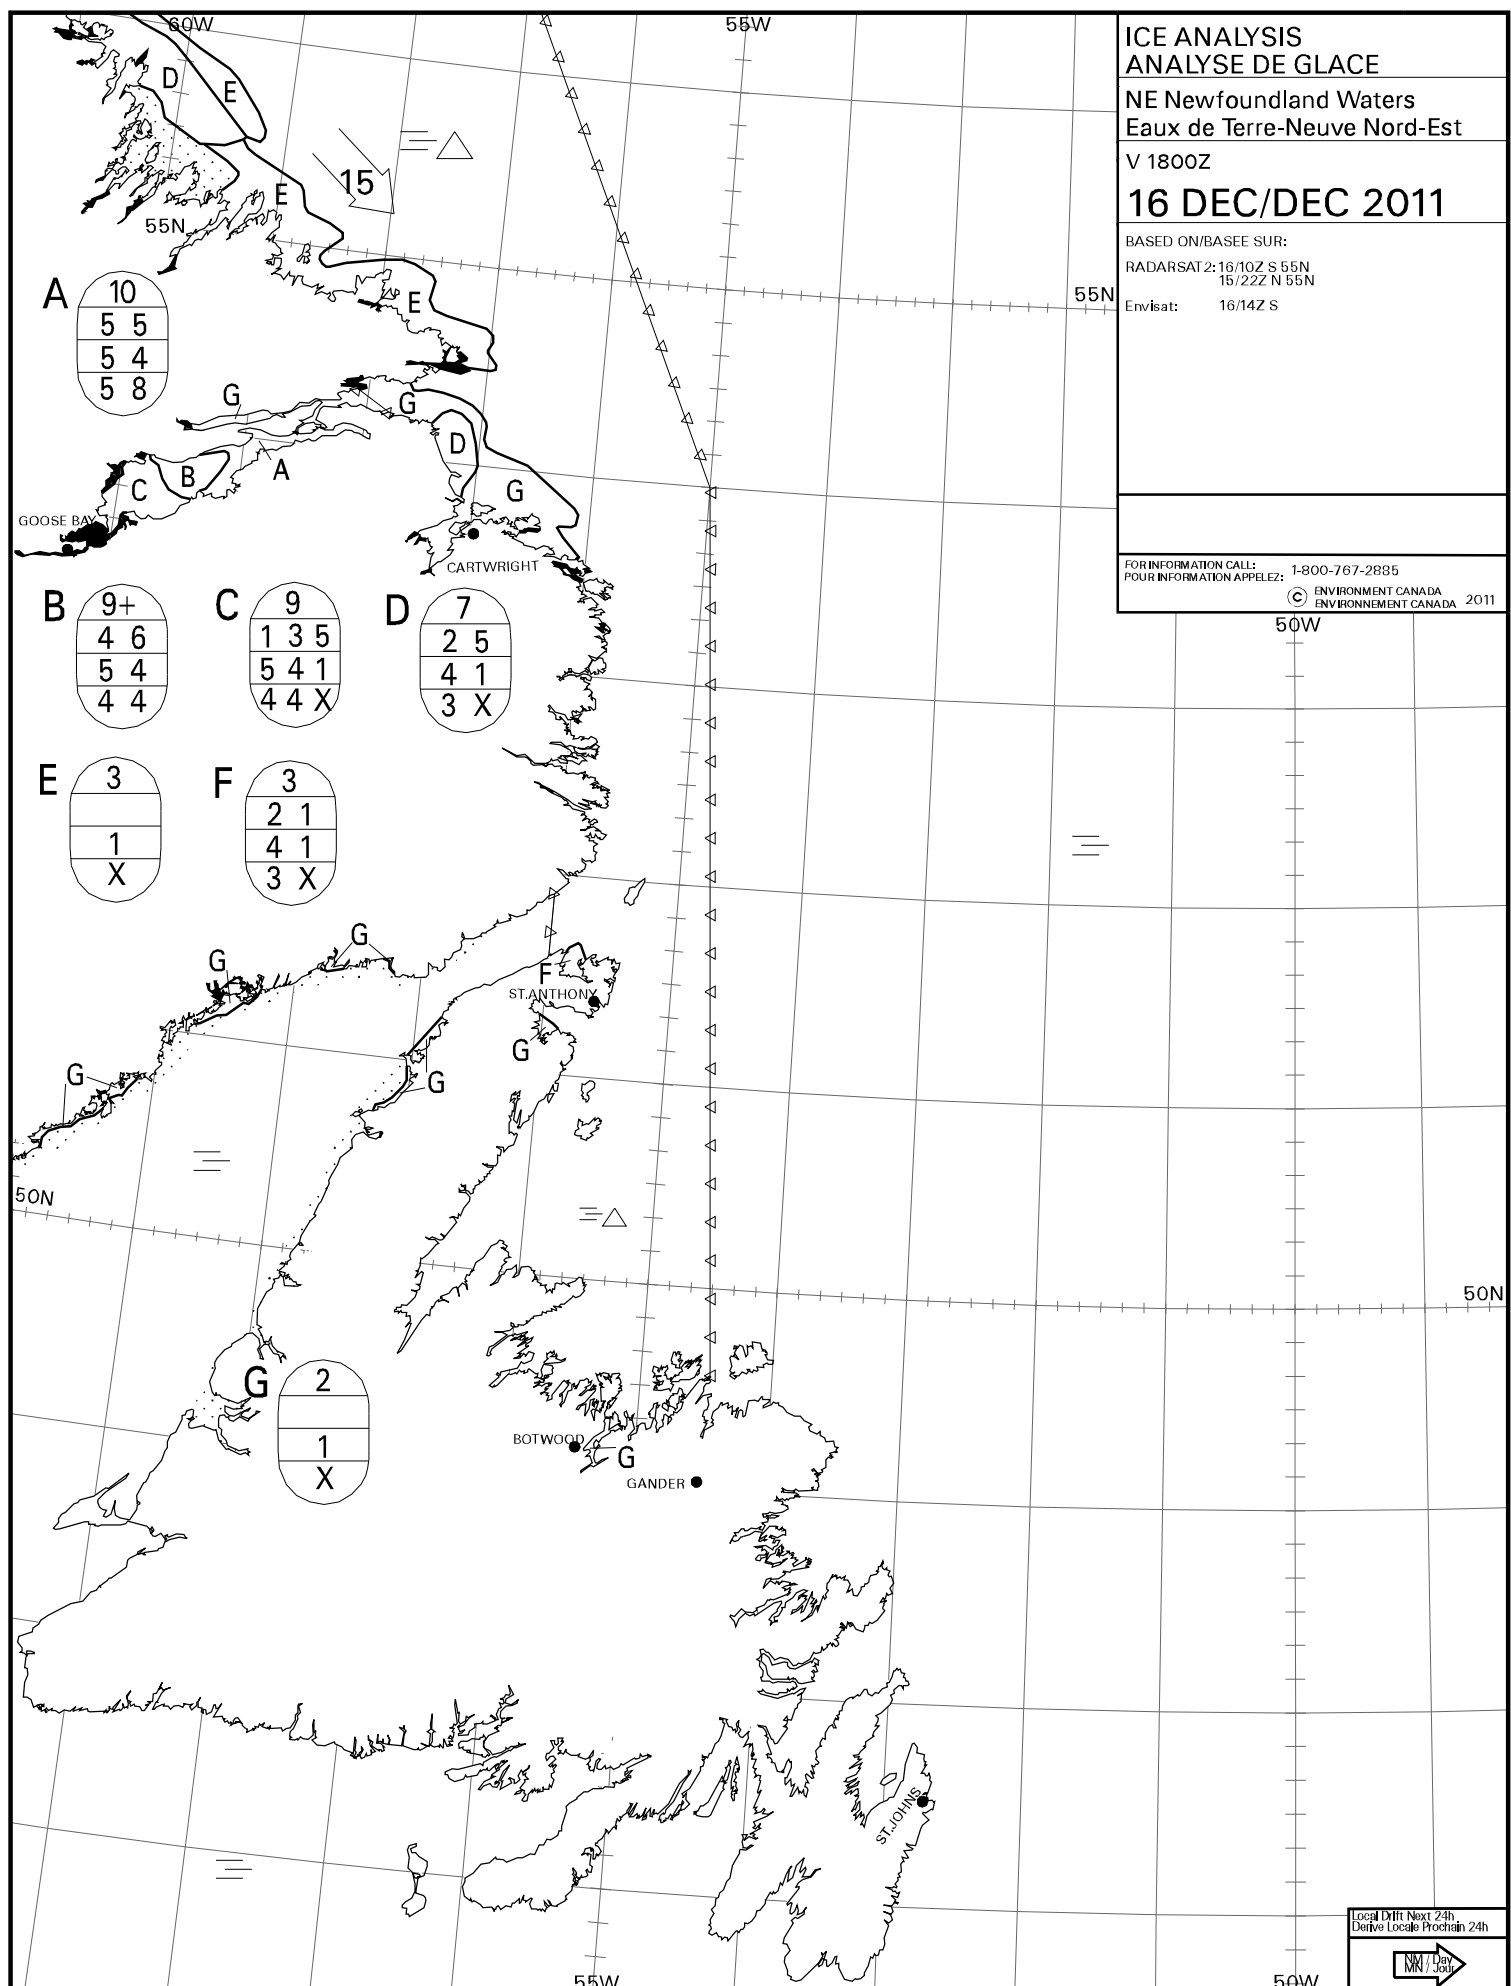 60W
55W
ICE ANALYSIS
ANALYSE DE GLACE
NE Newfoundland Waters
Eaux de Terre-Neuve Nord-Est
V 1800Z
16 DEC/DEC 2011
BASED ON/BASEE SUR:
RADARSAT2: 16/10Z S 55N
15/22Z N 55N
Envisat: 16/14Z S
FOR INFORMATION CALL:
POUR INFORMATION APPELEZ: 1-800-767-2885
© ENVIRONMENT CANADA
ENVIRONNEMENT CANADA 2011
D
E
15
E
55N
55N
E
A
10
5 5
5 4
5 8
G
G
D
A
B
C
G
GOOSE BAY
CARTWRIGHT
B
9+
4 6
5 4
4 4
C
9
1 3 5
5 4 1
4 4 X
D
7
2 5
4 1
3 X
50W
E
3
1
X
F
3
2 1
4 1
3 X
G
G
F
ST.ANTHONY
G
G
G
50N
50N
G
2
1
X
BOTWOOD
G
GANDER
ST.JOHNS
Local Drift Next 24h
Derive Locale Prochain 24h
NM / Day
MN / Jour
55W
50W